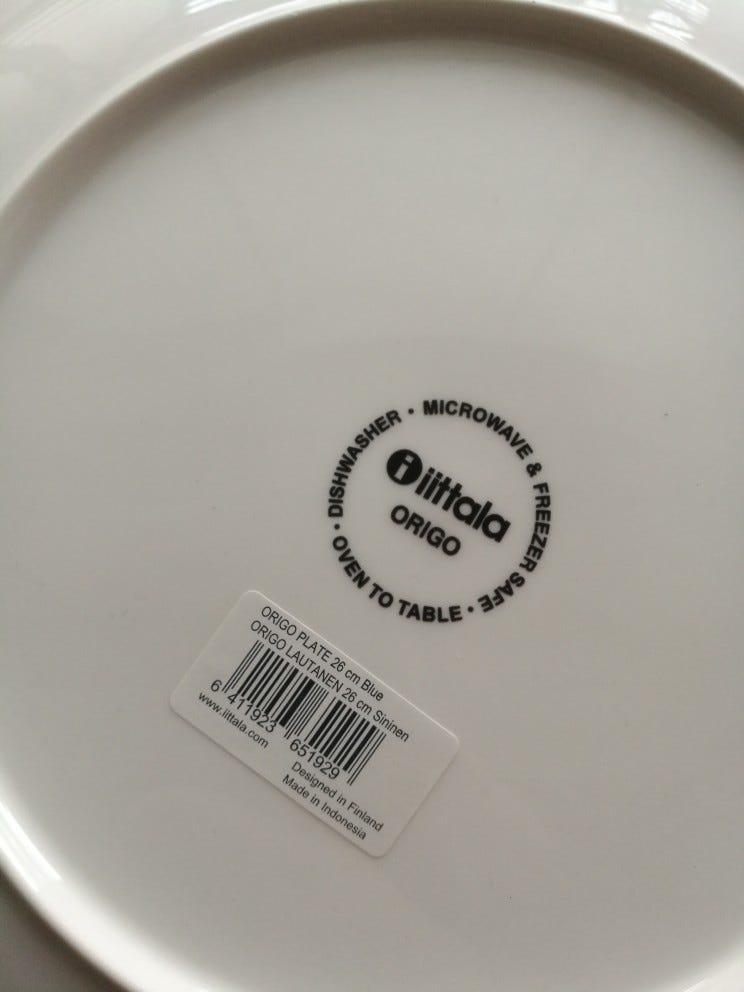 DISHWASHER · MICROWAVE & FREEZER SAFE · OVEN TO TABLE ·
i iittala
ORIGO
ORIGO PLATE 26 cm Blue
ORIGO LAUTANEN 26 cm Sininen
6 411923 651929
www.iittala.com
Designed in Finland
Made in Indonesia